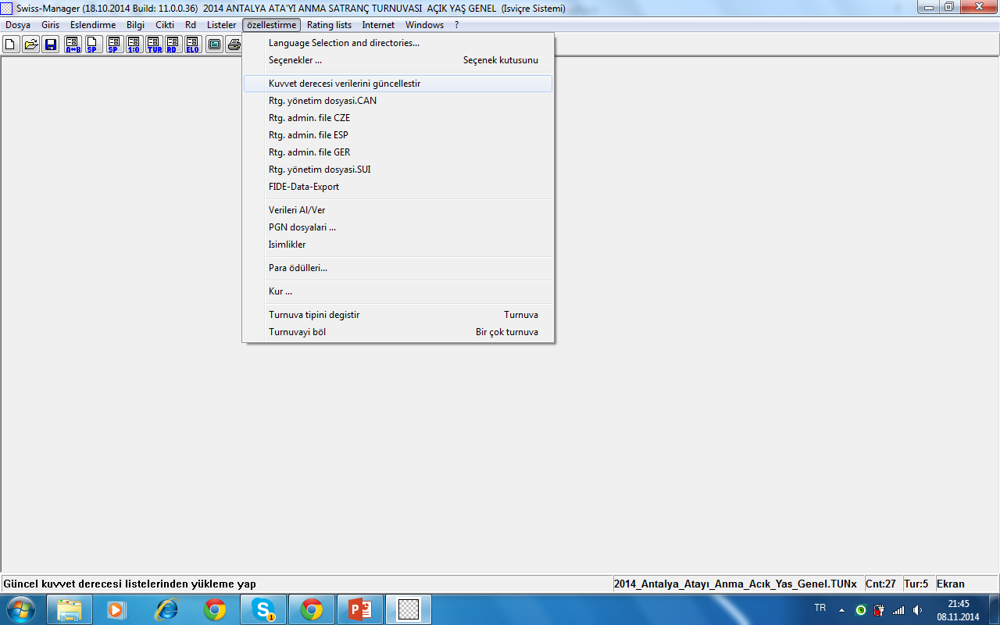 Swiss-Manager (18.10.2014 Build: 11.0.0.36) 2014 ANTALYA ATA'YI ANMA SATRANÇ TURNUVASI AÇIK YAŞ GENEL (Isviçre Sistemi)
Dosya Giris Eslendirme Bilgi Cikti Rd Listeler özellestirme Rating lists Internet Windows ?
A↔B SP SP 1:0 TUR RD ELO
Language Selection and directories...
Seçenekler ... Seçenek kutusunu
Kuvvet derecesi verilerini güncellestir
Rtg. yönetim dosyasi.CAN
Rtg. admin. file CZE
Rtg. admin. file ESP
Rtg. admin. file GER
Rtg. yönetim dosyasi.SUI
FIDE-Data-Export
Verileri Al/Ver
PGN dosyalari ...
Isimlikler
Para ödülleri...
Kur ...
Turnuva tipini degistir Turnuva
Turnuvayi böl Bir çok turnuva
Güncel kuvvet derecesi listelerinden yükleme yap 2014_Antalya_Atayı_Anma_Acık_Yas_Genel.TUNx Cnt:27 Tur:5 Ekran
S 1 P TR 21:45
08.11.2014